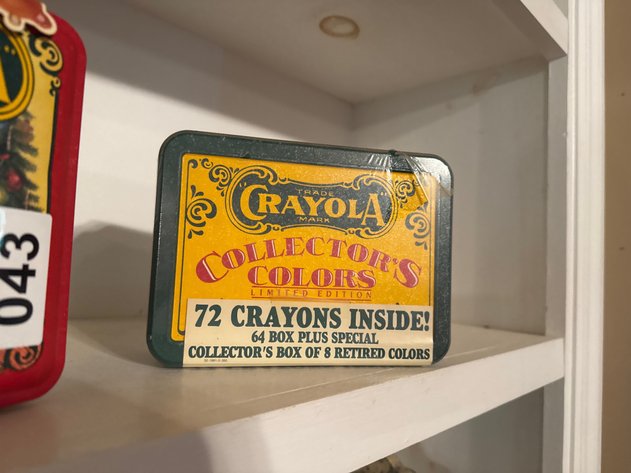 043
TRADE
"CRAYOLA"
MARK
COLLECTOR'S
COLORS
LIMITED EDITION
72 CRAYONS INSIDE!
64 BOX PLUS SPECIAL
COLLECTOR'S BOX OF 8 RETIRED COLORS